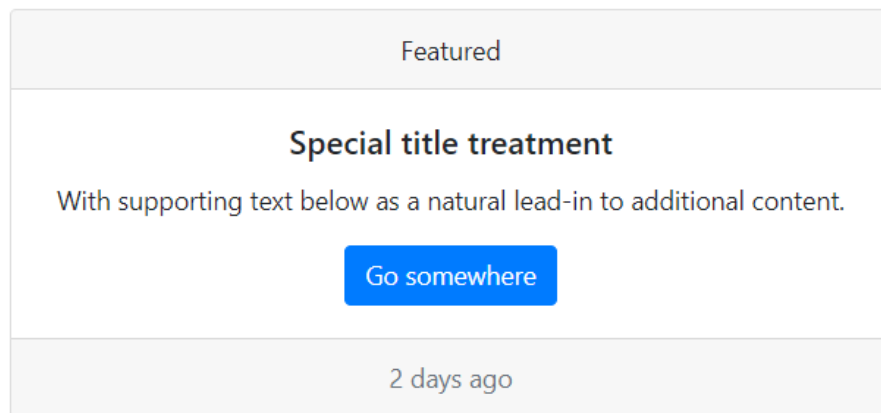 Featured
Special title treatment
With supporting text below as a natural lead-in to additional content.
Go somewhere
2 days ago